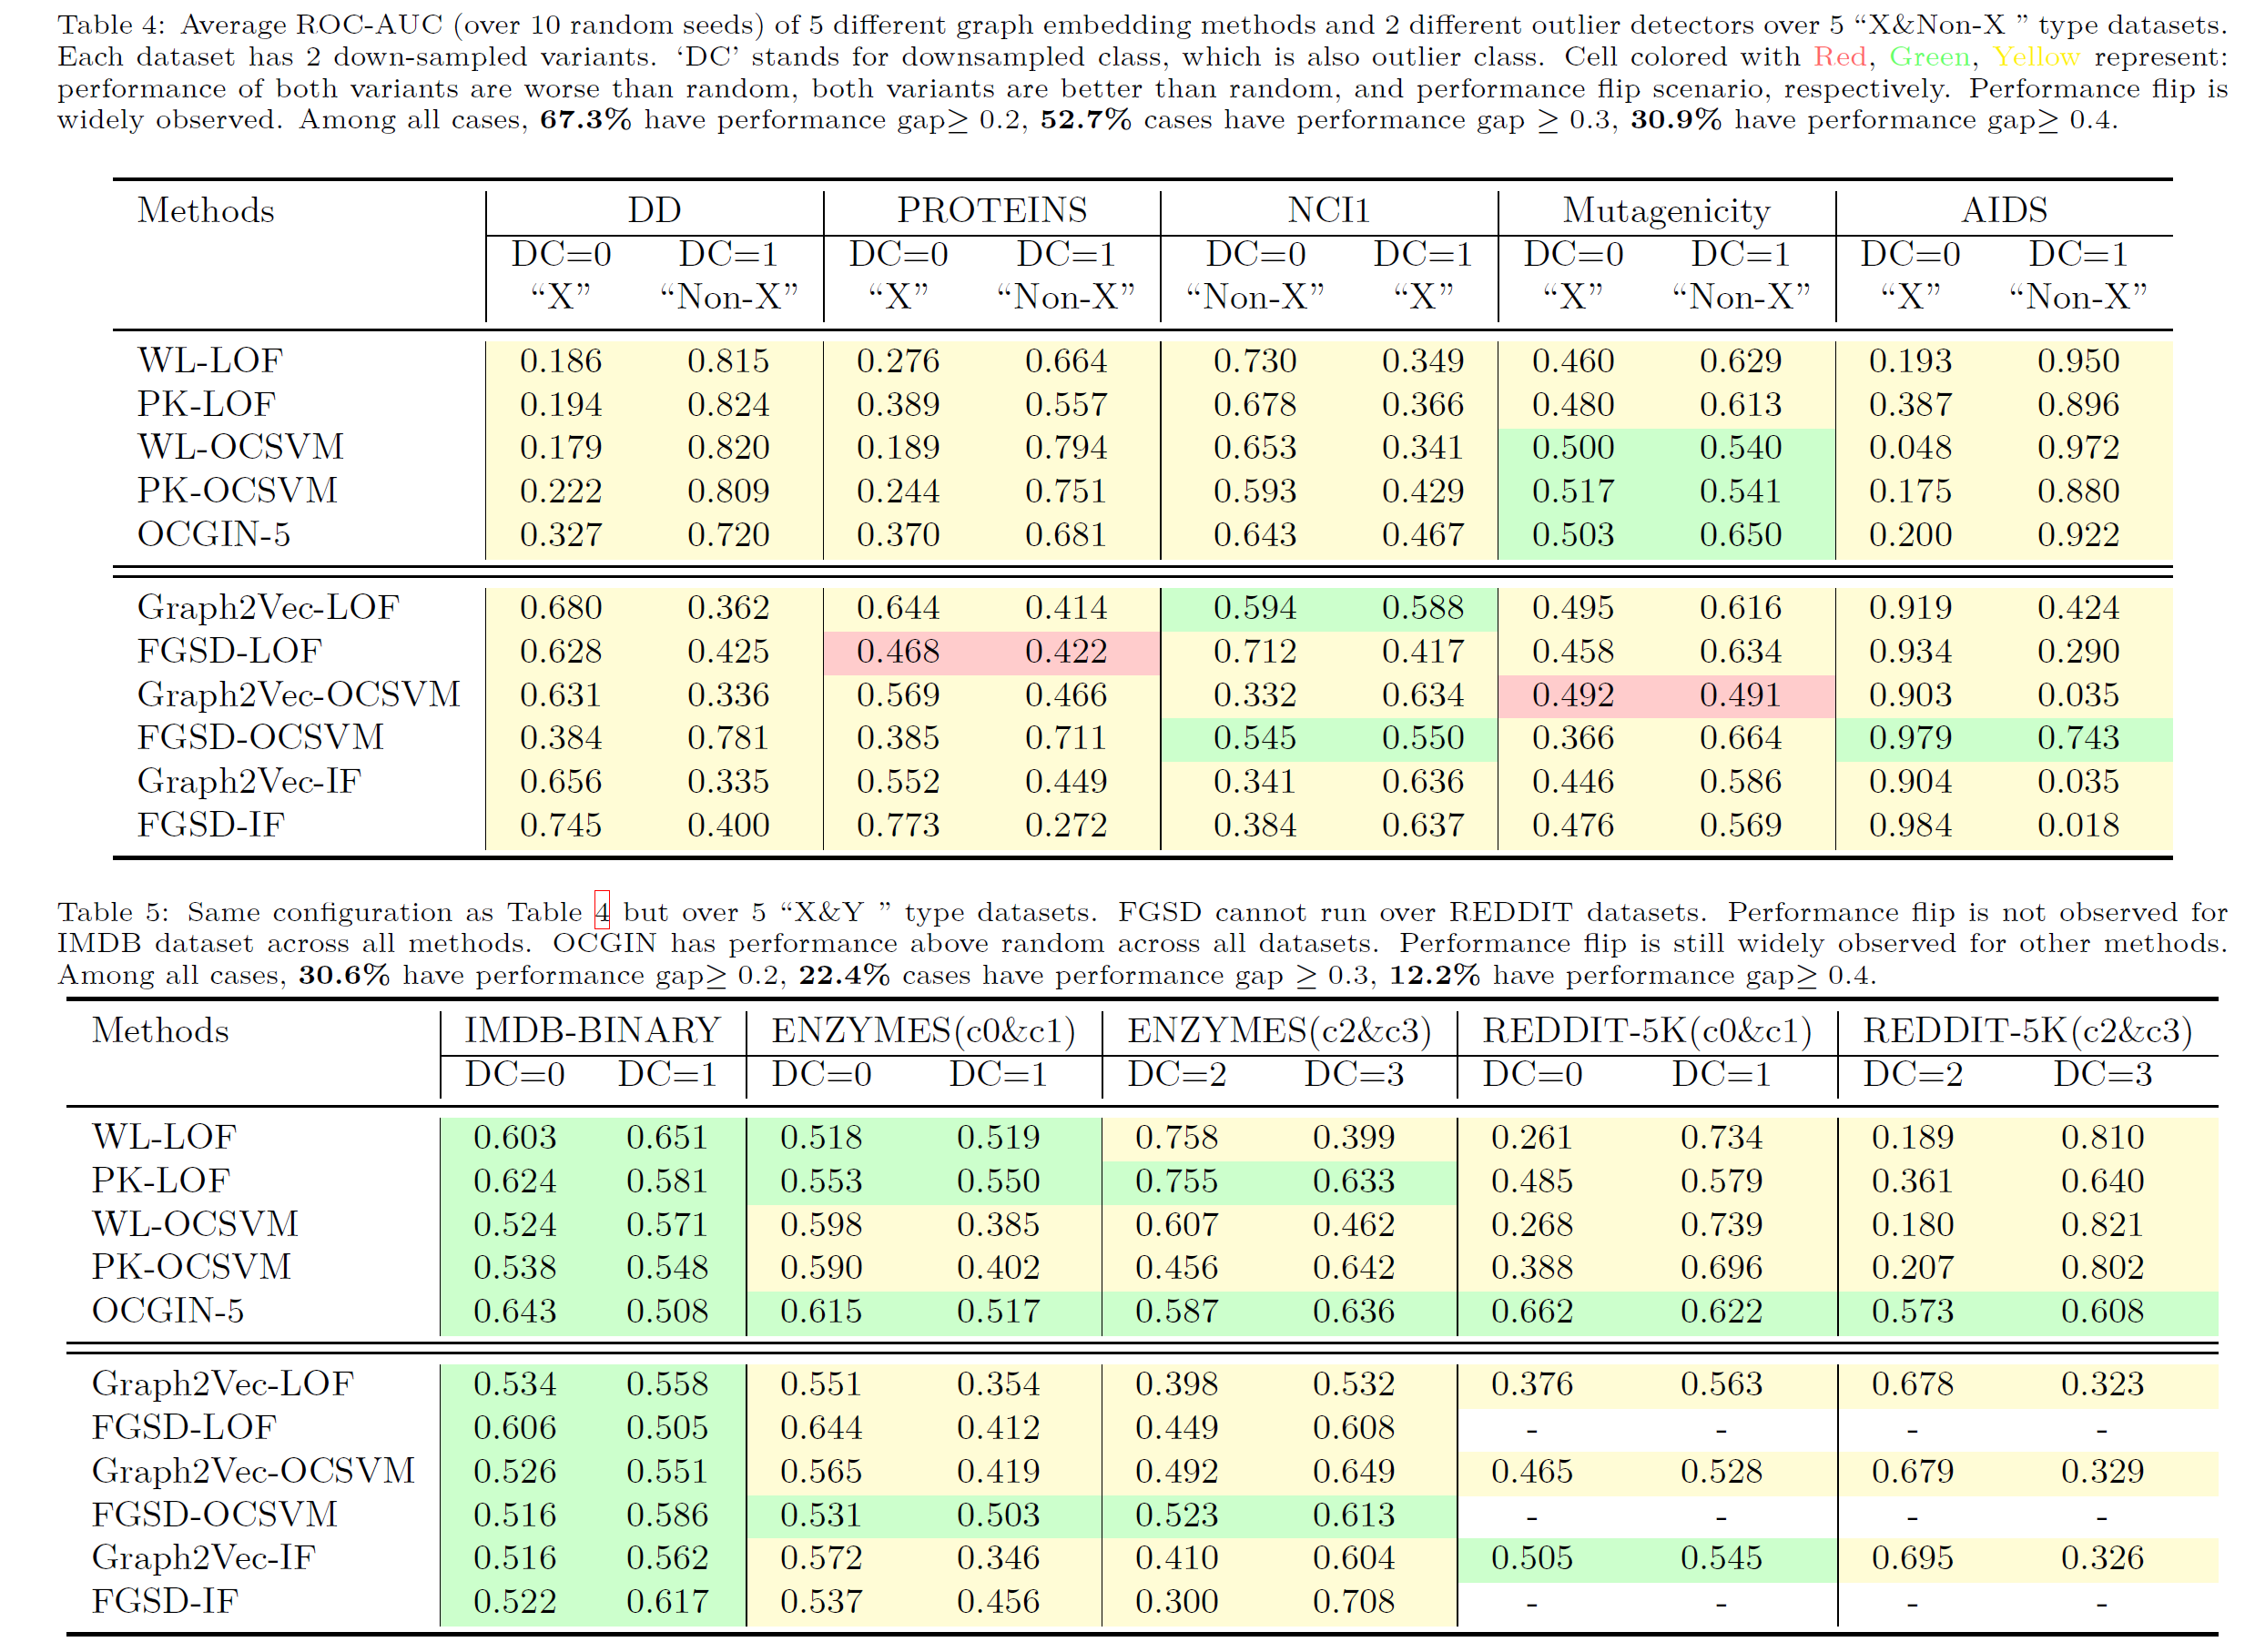 Table 4: Average ROC-AUC (over 10 random seeds) of 5 different graph embedding methods and 2 different outlier detectors over 5 “X&Non-X ” type datasets.
Each dataset has 2 down-sampled variants. ‘DC’ stands for downsampled class, which is also outlier class. Cell colored with Red, Green, Yellow represent:
performance of both variants are worse than random, both variants are better than random, and performance flip scenario, respectively. Performance flip is
widely observed. Among all cases, 67.3% have performance gap≥ 0.2, 52.7% cases have performance gap ≥ 0.3, 30.9% have performance gap≥ 0.4.
Methods DD PROTEINS NCI1 Mutagenicity AIDS
DC=0 DC=1 DC=0 DC=1 DC=0 DC=1 DC=0 DC=1 DC=0 DC=1
“X” “Non-X” “X” “Non-X” “Non-X” “X” “X” “Non-X” “X” “Non-X”
WL-LOF 0.186 0.815 0.276 0.664 0.730 0.349 0.460 0.629 0.193 0.950
PK-LOF 0.194 0.824 0.389 0.557 0.678 0.366 0.480 0.613 0.387 0.896
WL-OCSVM 0.179 0.820 0.189 0.794 0.653 0.341 0.500 0.540 0.048 0.972
PK-OCSVM 0.222 0.809 0.244 0.751 0.593 0.429 0.517 0.541 0.175 0.880
OCGIN-5 0.327 0.720 0.370 0.681 0.643 0.467 0.503 0.650 0.200 0.922
Graph2Vec-LOF 0.680 0.362 0.644 0.414 0.594 0.588 0.495 0.616 0.919 0.424
FGSD-LOF 0.628 0.425 0.468 0.422 0.712 0.417 0.458 0.634 0.934 0.290
Graph2Vec-OCSVM 0.631 0.336 0.569 0.466 0.332 0.634 0.492 0.491 0.903 0.035
FGSD-OCSVM 0.384 0.781 0.385 0.711 0.545 0.550 0.366 0.664 0.979 0.743
Graph2Vec-IF 0.656 0.335 0.552 0.449 0.341 0.636 0.446 0.586 0.904 0.035
FGSD-IF 0.745 0.400 0.773 0.272 0.384 0.637 0.476 0.569 0.984 0.018
Table 5: Same configuration as Table 4 but over 5 “X&Y ” type datasets. FGSD cannot run over REDDIT datasets. Performance flip is not observed for
IMDB dataset across all methods. OCGIN has performance above random across all datasets. Performance flip is still widely observed for other methods.
Among all cases, 30.6% have performance gap≥ 0.2, 22.4% cases have performance gap ≥ 0.3, 12.2% have performance gap≥ 0.4.
Methods IMDB-BINARY ENZYMES(c0&c1) ENZYMES(c2&c3) REDDIT-5K(c0&c1) REDDIT-5K(c2&c3)
DC=0 DC=1 DC=0 DC=1 DC=2 DC=3 DC=0 DC=1 DC=2 DC=3
WL-LOF 0.603 0.651 0.518 0.519 0.758 0.399 0.261 0.734 0.189 0.810
PK-LOF 0.624 0.581 0.553 0.550 0.755 0.633 0.485 0.579 0.361 0.640
WL-OCSVM 0.524 0.571 0.598 0.385 0.607 0.462 0.268 0.739 0.180 0.821
PK-OCSVM 0.538 0.548 0.590 0.402 0.456 0.642 0.388 0.696 0.207 0.802
OCGIN-5 0.643 0.508 0.615 0.517 0.587 0.636 0.662 0.622 0.573 0.608
Graph2Vec-LOF 0.534 0.558 0.551 0.354 0.398 0.532 0.376 0.563 0.678 0.323
FGSD-LOF 0.606 0.505 0.644 0.412 0.449 0.608 - - - -
Graph2Vec-OCSVM 0.526 0.551 0.565 0.419 0.492 0.649 0.465 0.528 0.679 0.329
FGSD-OCSVM 0.516 0.586 0.531 0.503 0.523 0.613 - - - -
Graph2Vec-IF 0.516 0.562 0.572 0.346 0.410 0.604 0.505 0.545 0.695 0.326
FGSD-IF 0.522 0.617 0.537 0.456 0.300 0.708 - - - -